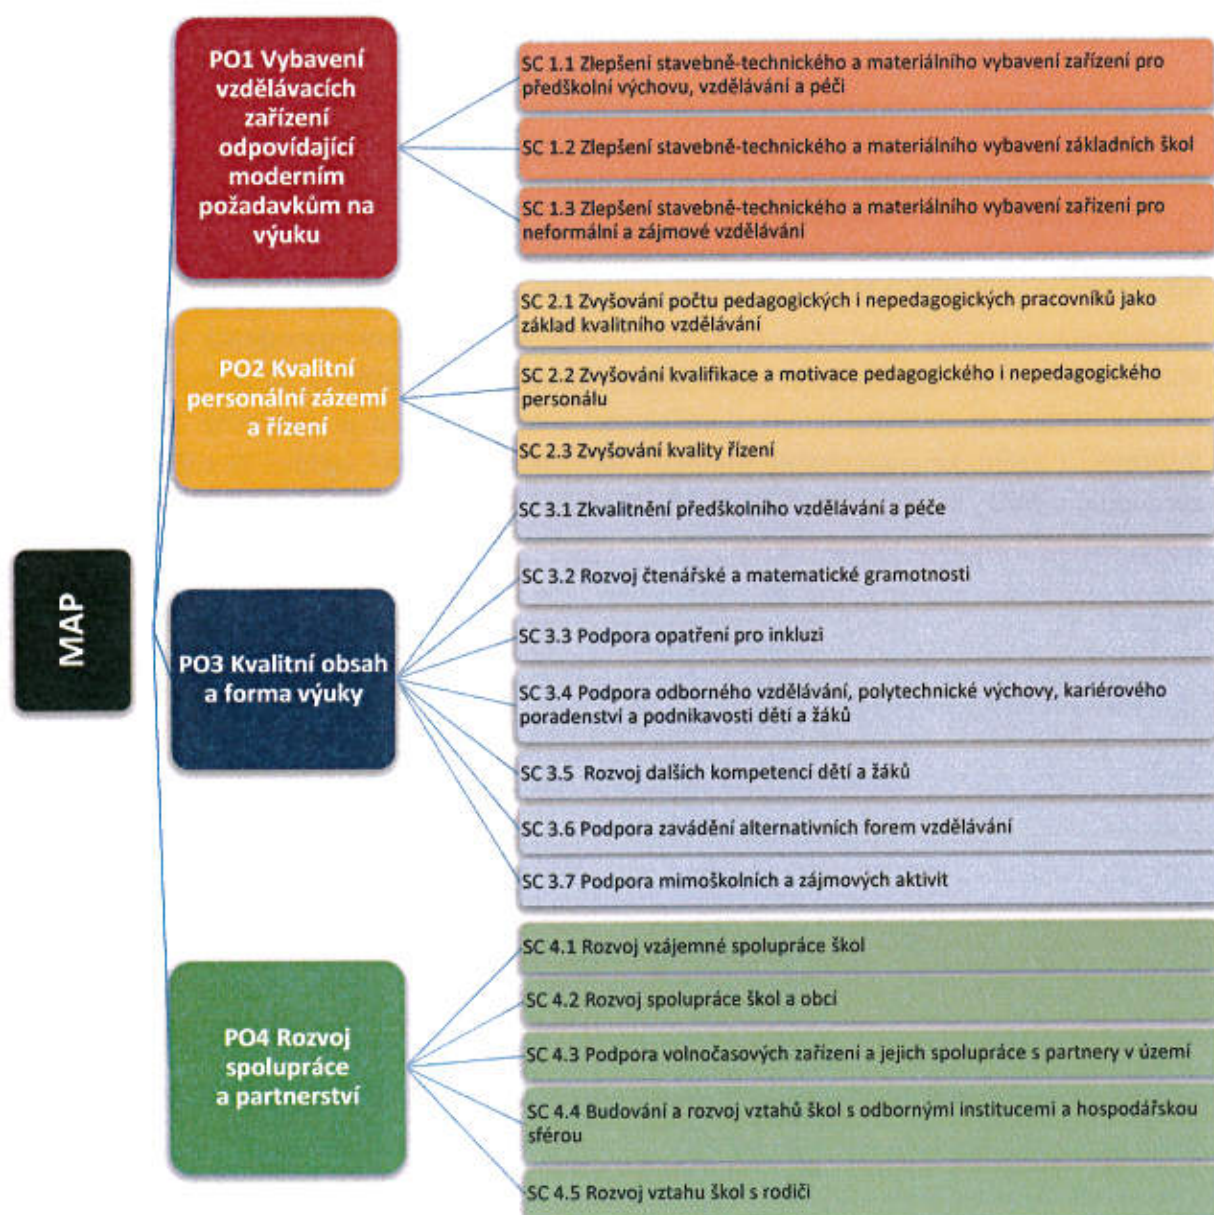 MAP
PO1 Vybavení
vzdělávacích
zařízení
odpovídající
moderním
požadavkům na
výuku
SC 1.1 Zlepšení stavebně-technického a materiálního vybavení zařízení pro
předškolní výchovu, vzdělávání a péči
SC 1.2 Zlepšení stavebně-technického a materiálního vybavení základních škol
SC 1.3 Zlepšení stavebně-technického a materiálního vybavení zařízení pro
neformální a zájmové vzdělávání
PO2 Kvalitní
personální zázemí
a řízení
SC 2.1 Zvyšování počtu pedagogických i nepedagogických pracovníků jako
základ kvalitního vzdělávání
SC 2.2 Zvyšování kvalifikace a motivace pedagogického i nepedagogického
personálu
SC 2.3 Zvyšování kvality řízení
PO3 Kvalitní obsah
a forma výuky
SC 3.1 Zkvalitnění předškolního vzdělávání a péče
SC 3.2 Rozvoj čtenářské a matematické gramotnosti
SC 3.3 Podpora opatření pro inkluzi
SC 3.4 Podpora odborného vzdělávání, polytechnické výchovy, kariérového
poradenství a podnikavosti dětí a žáků
SC 3.5 Rozvoj dalších kompetencí dětí a žáků
SC 3.6 Podpora zavádění alternativních forem vzdělávání
SC 3.7 Podpora mimoškolních a zájmových aktivit
PO4 Rozvoj
spolupráce
a partnerství
SC 4.1 Rozvoj vzájemné spolupráce škol
SC 4.2 Rozvoj spolupráce škol a obcí
SC 4.3 Podpora volnočasových zařízení a jejich spolupráce s partnery v území
SC 4.4 Budování a rozvoj vztahů škol s odbornými institucemi a hospodářskou
sférou
SC 4.5 Rozvoj vztahu škol s rodiči